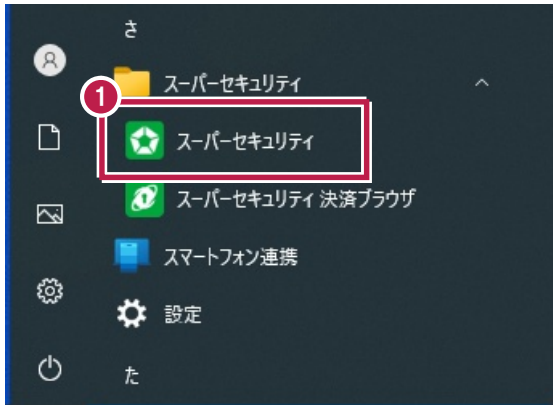 さ
スーパーセキュリティ
1
スーパーセキュリティ
スーパーセキュリティ 決済ブラウザ
スマートフォン連携
設定
た